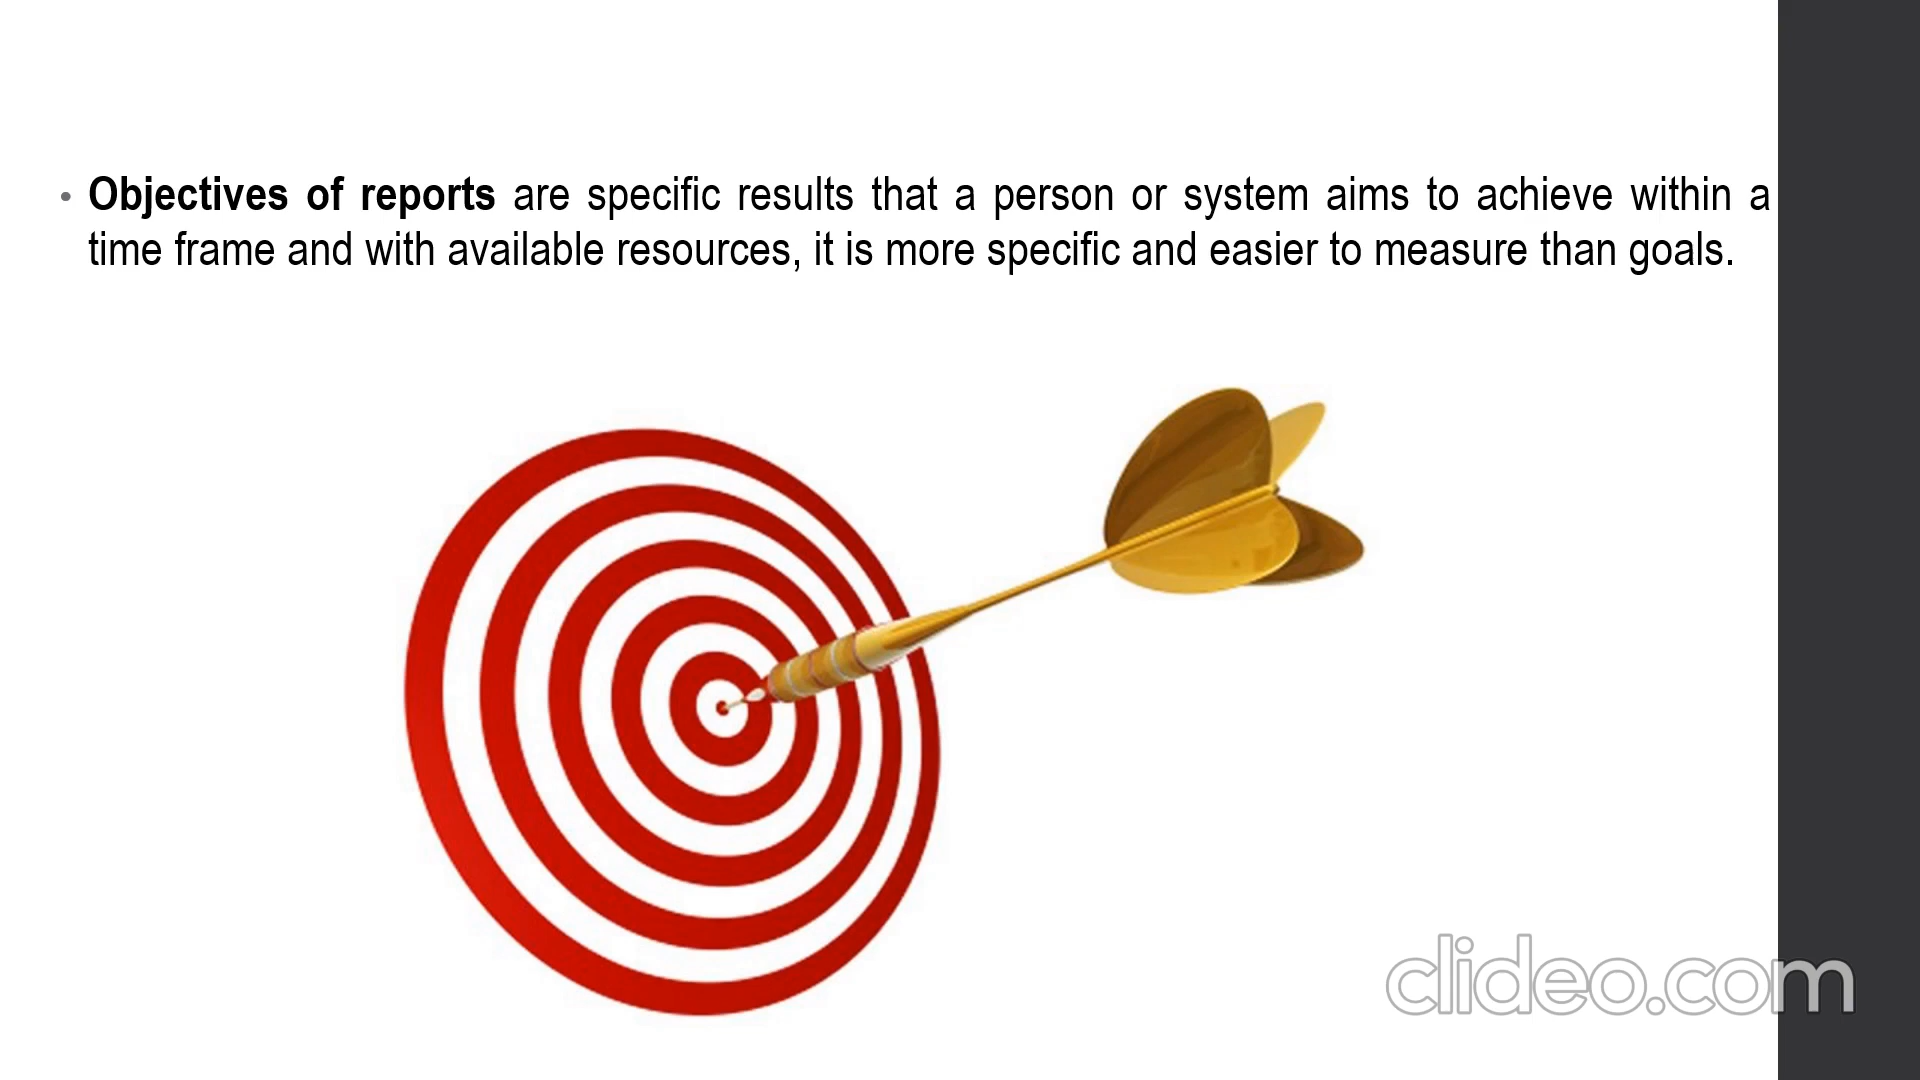 • Objectives of reports are specific results that a person or system aims to achieve within a
time frame and with available resources, it is more specific and easier to measure than goals.
clideo.com